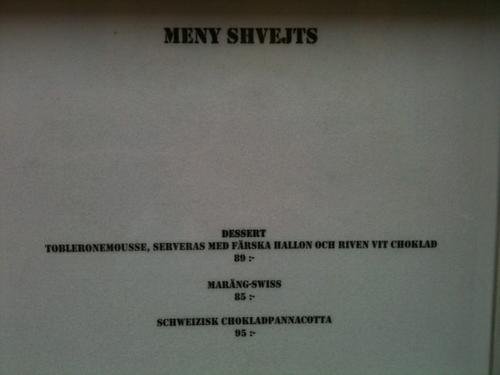 MENY SHVEJTS
DESSERT
TOBLERONEMOUSSE, SERVERAS MED FÄRSKA HALLON OCH RIVEN VIT CHOKLAD
89 :-
MARÄNG-SWISS
85 :-
SCHWEIZISK CHOKLADPANNACOTTA
95 :-